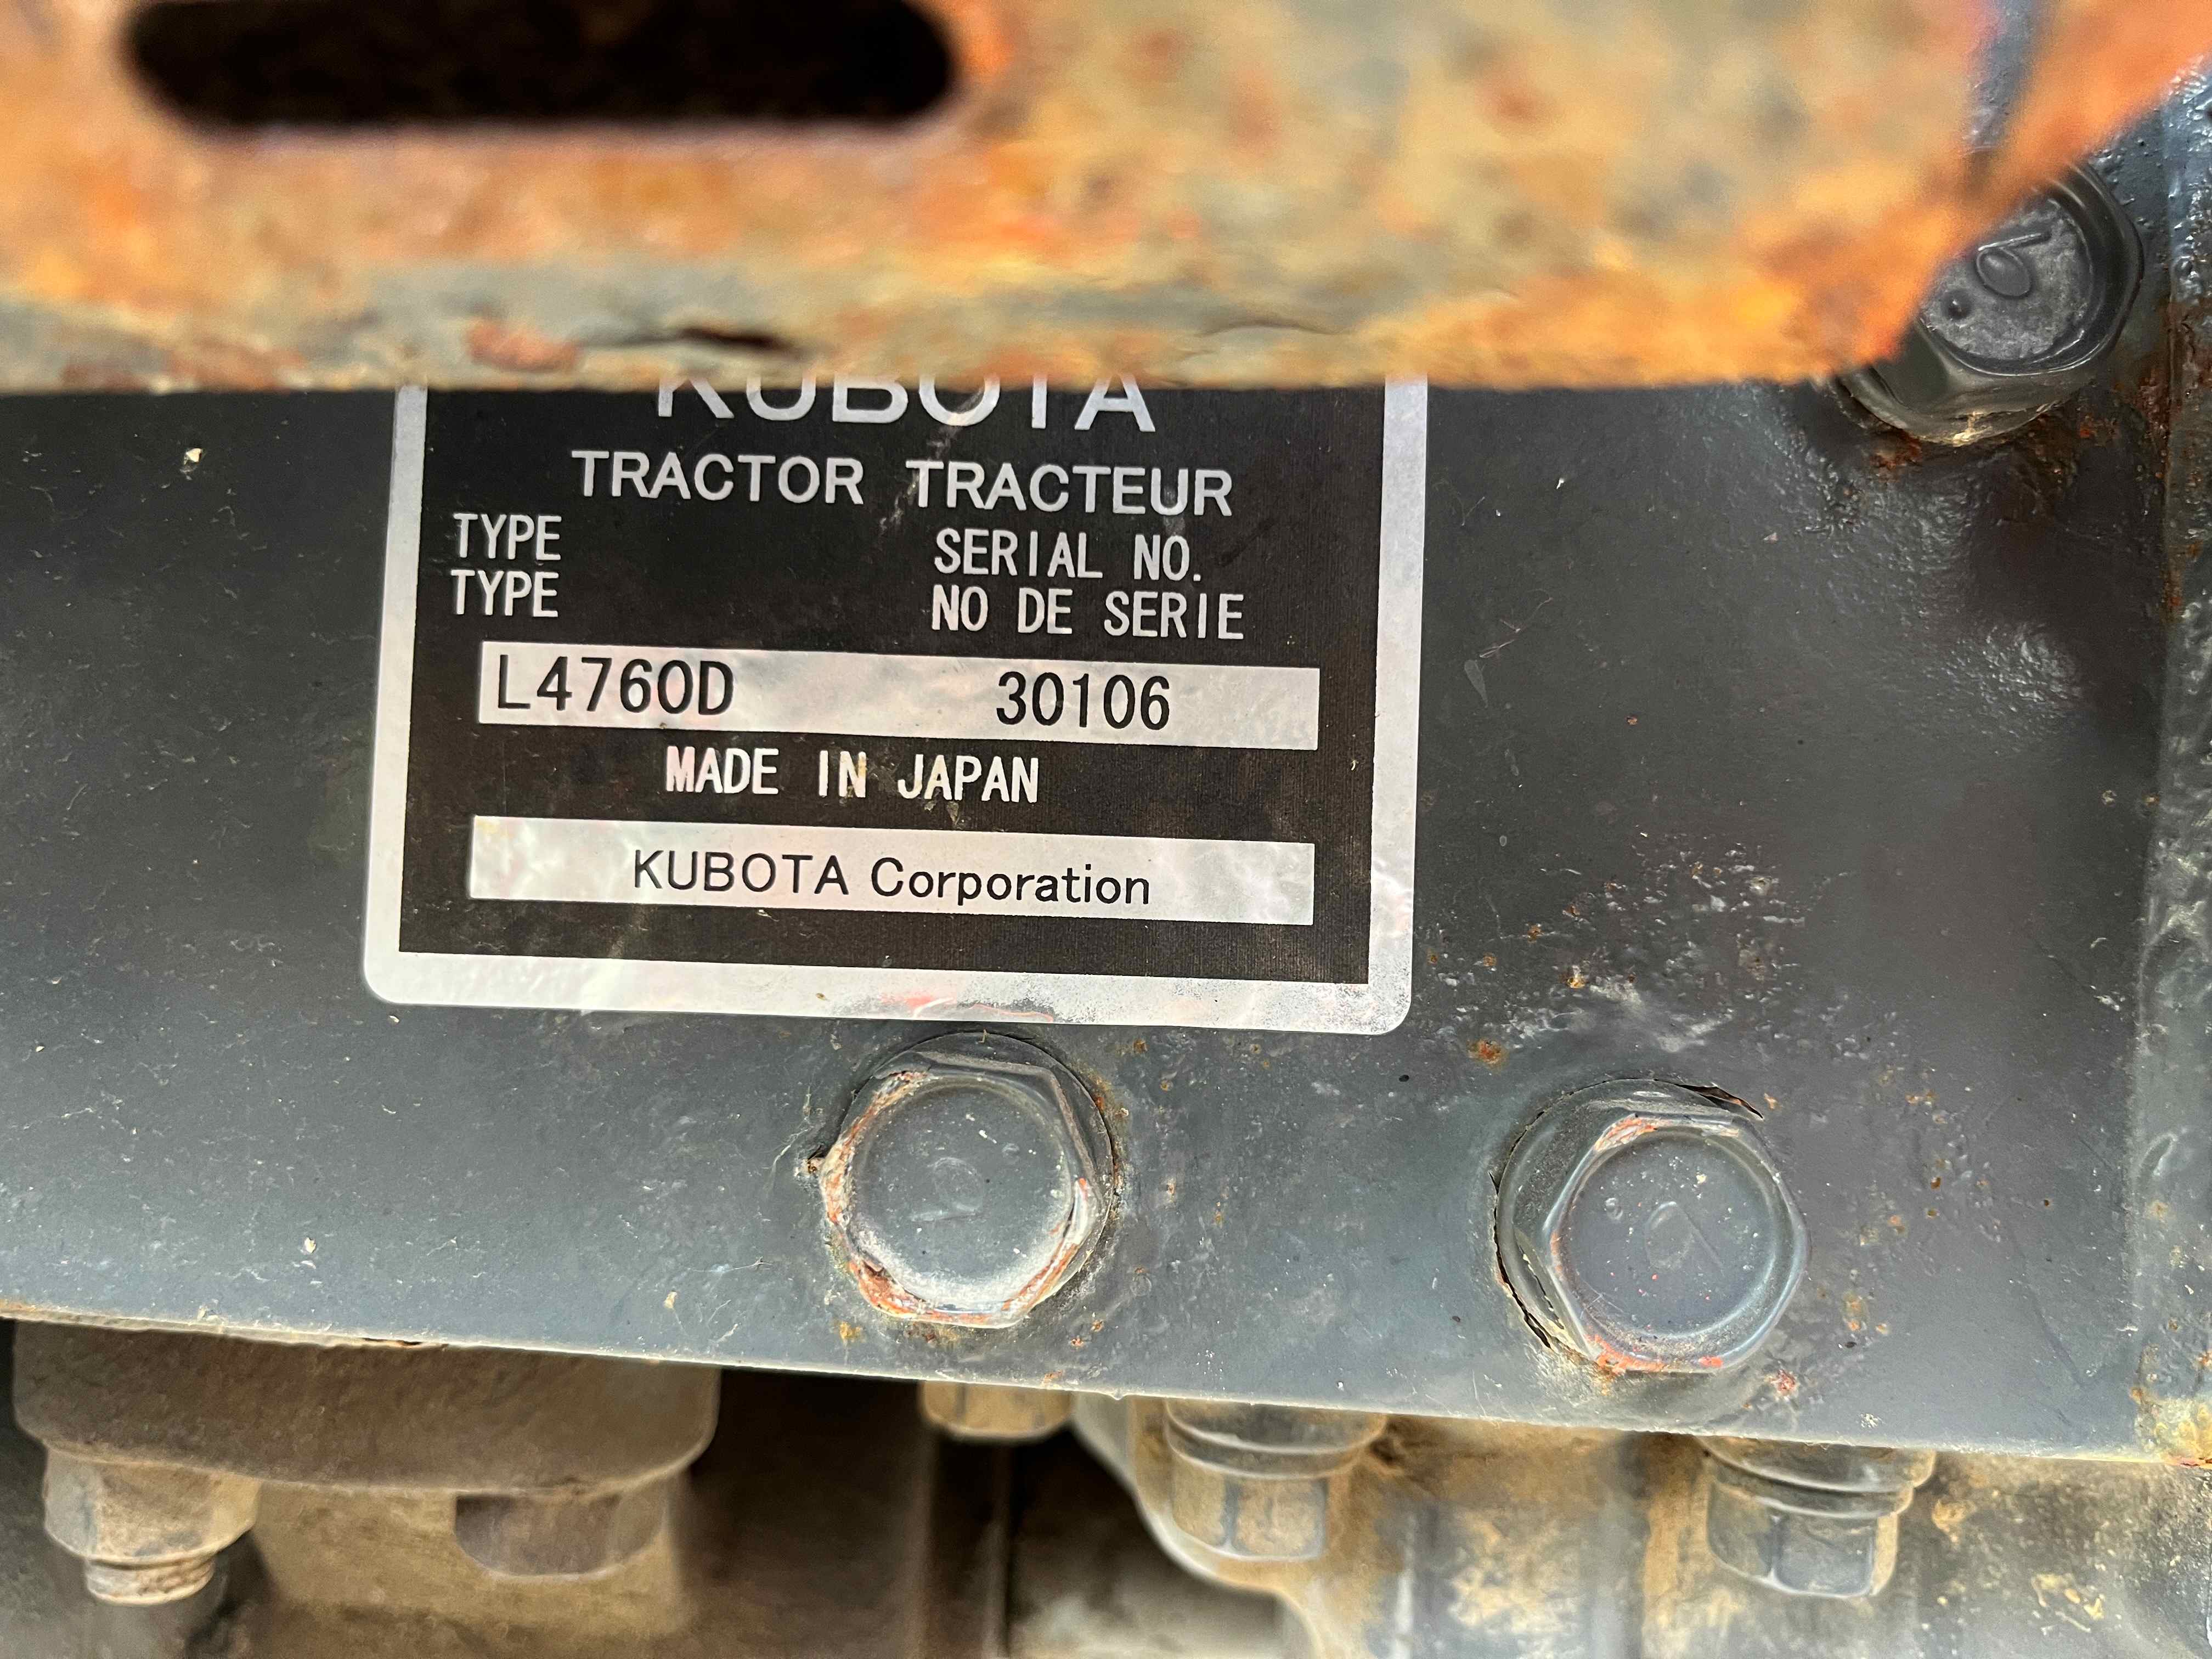 KUBOTA
TRACTOR TRACTEUR
TYPE SERIAL NO.
TYPE NO DE SERIE
L4760D 30106
MADE IN JAPAN
KUBOTA Corporation